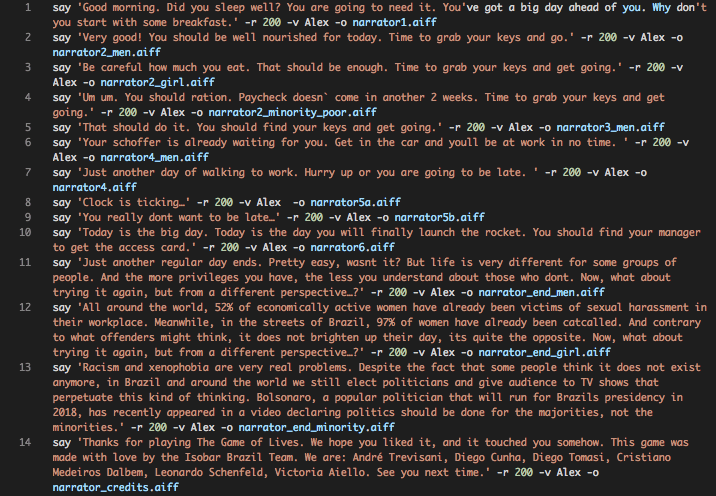 1 say 'Good morning. Did you sleep well? You are going to need it. You've got a big day ahead of you. Why don't
you start with some breakfast.' -r 200 -v Alex -o narrator1.aiff
2 say 'Very good! You should be well nourished for today. Time to grab your keys and go.' -r 200 -v Alex -o
narrator2_men.aiff
3 say 'Be careful how much you eat. That should be enough. Time to grab your keys and get going.' -r 200 -v
Alex -o narrator2_girl.aiff
4 say 'Um um. You should ration. Paycheck doesn` come in another 2 weeks. Time to grab your keys and get
going.' -r 200 -v Alex -o narrator2_minority_poor.aiff
5 say 'That should do it. You should find your keys and get going.' -r 200 -v Alex -o narrator3_men.aiff
6 say 'Your schoffer is already waiting for you. Get in the car and youll be at work in no time. ' -r 200 -v
Alex -o narrator4_men.aiff
7 say 'Just another day of walking to work. Hurry up or you are going to be late. ' -r 200 -v Alex -o
narrator4.aiff
8 say 'Clock is ticking…' -r 200 -v Alex  -o narrator5a.aiff
9 say 'You really dont want to be late…' -r 200 -v Alex -o narrator5b.aiff
10 say 'Today is the big day. Today is the day you will finally launch the rocket. You should find your manager
to get the access card.' -r 200 -v Alex -o narrator6.aiff
11 say 'Just another regular day ends. Pretty easy, wasnt it? But life is very different for some groups of
people. And the more privileges you have, the less you understand about those who dont. Now, what about
trying it again, but from a different perspective…?' -r 200 -v Alex -o narrator_end_men.aiff
12 say 'All around the world, 52% of economically active women have already been victims of sexual harassment in
their workplace. Meanwhile, in the streets of Brazil, 97% of women have already been catcalled. And contrary
to what offenders might think, it does not brighten up their day, its quite the opposite. Now, what about
trying it again, but from a different perspective…?' -r 200 -v Alex -o narrator_end_girl.aiff
13 say 'Racism and xenophobia are very real problems. Despite the fact that some people think it does not exist
anymore, in Brazil and around the world we still elect politicians and give audience to TV shows that
perpetuate this kind of thinking. Bolsonaro, a popular politician that will run for Brazils presidency in
2018, has recently appeared in a video declaring politics should be done for the majorities, not the
minorities.' -r 200 -v Alex -o narrator_end_minority.aiff
14 say 'Thanks for playing The Game of Lives. We hope you liked it, and it touched you somehow. This game was
made with love by the Isobar Brazil Team. We are: André Trevisani, Diego Cunha, Diego Tomasi, Cristiano
Medeiros Dalbem, Leonardo Schenfeld, Victoria Aiello. See you next time.' -r 200 -v Alex -o
narrator_credits.aiff